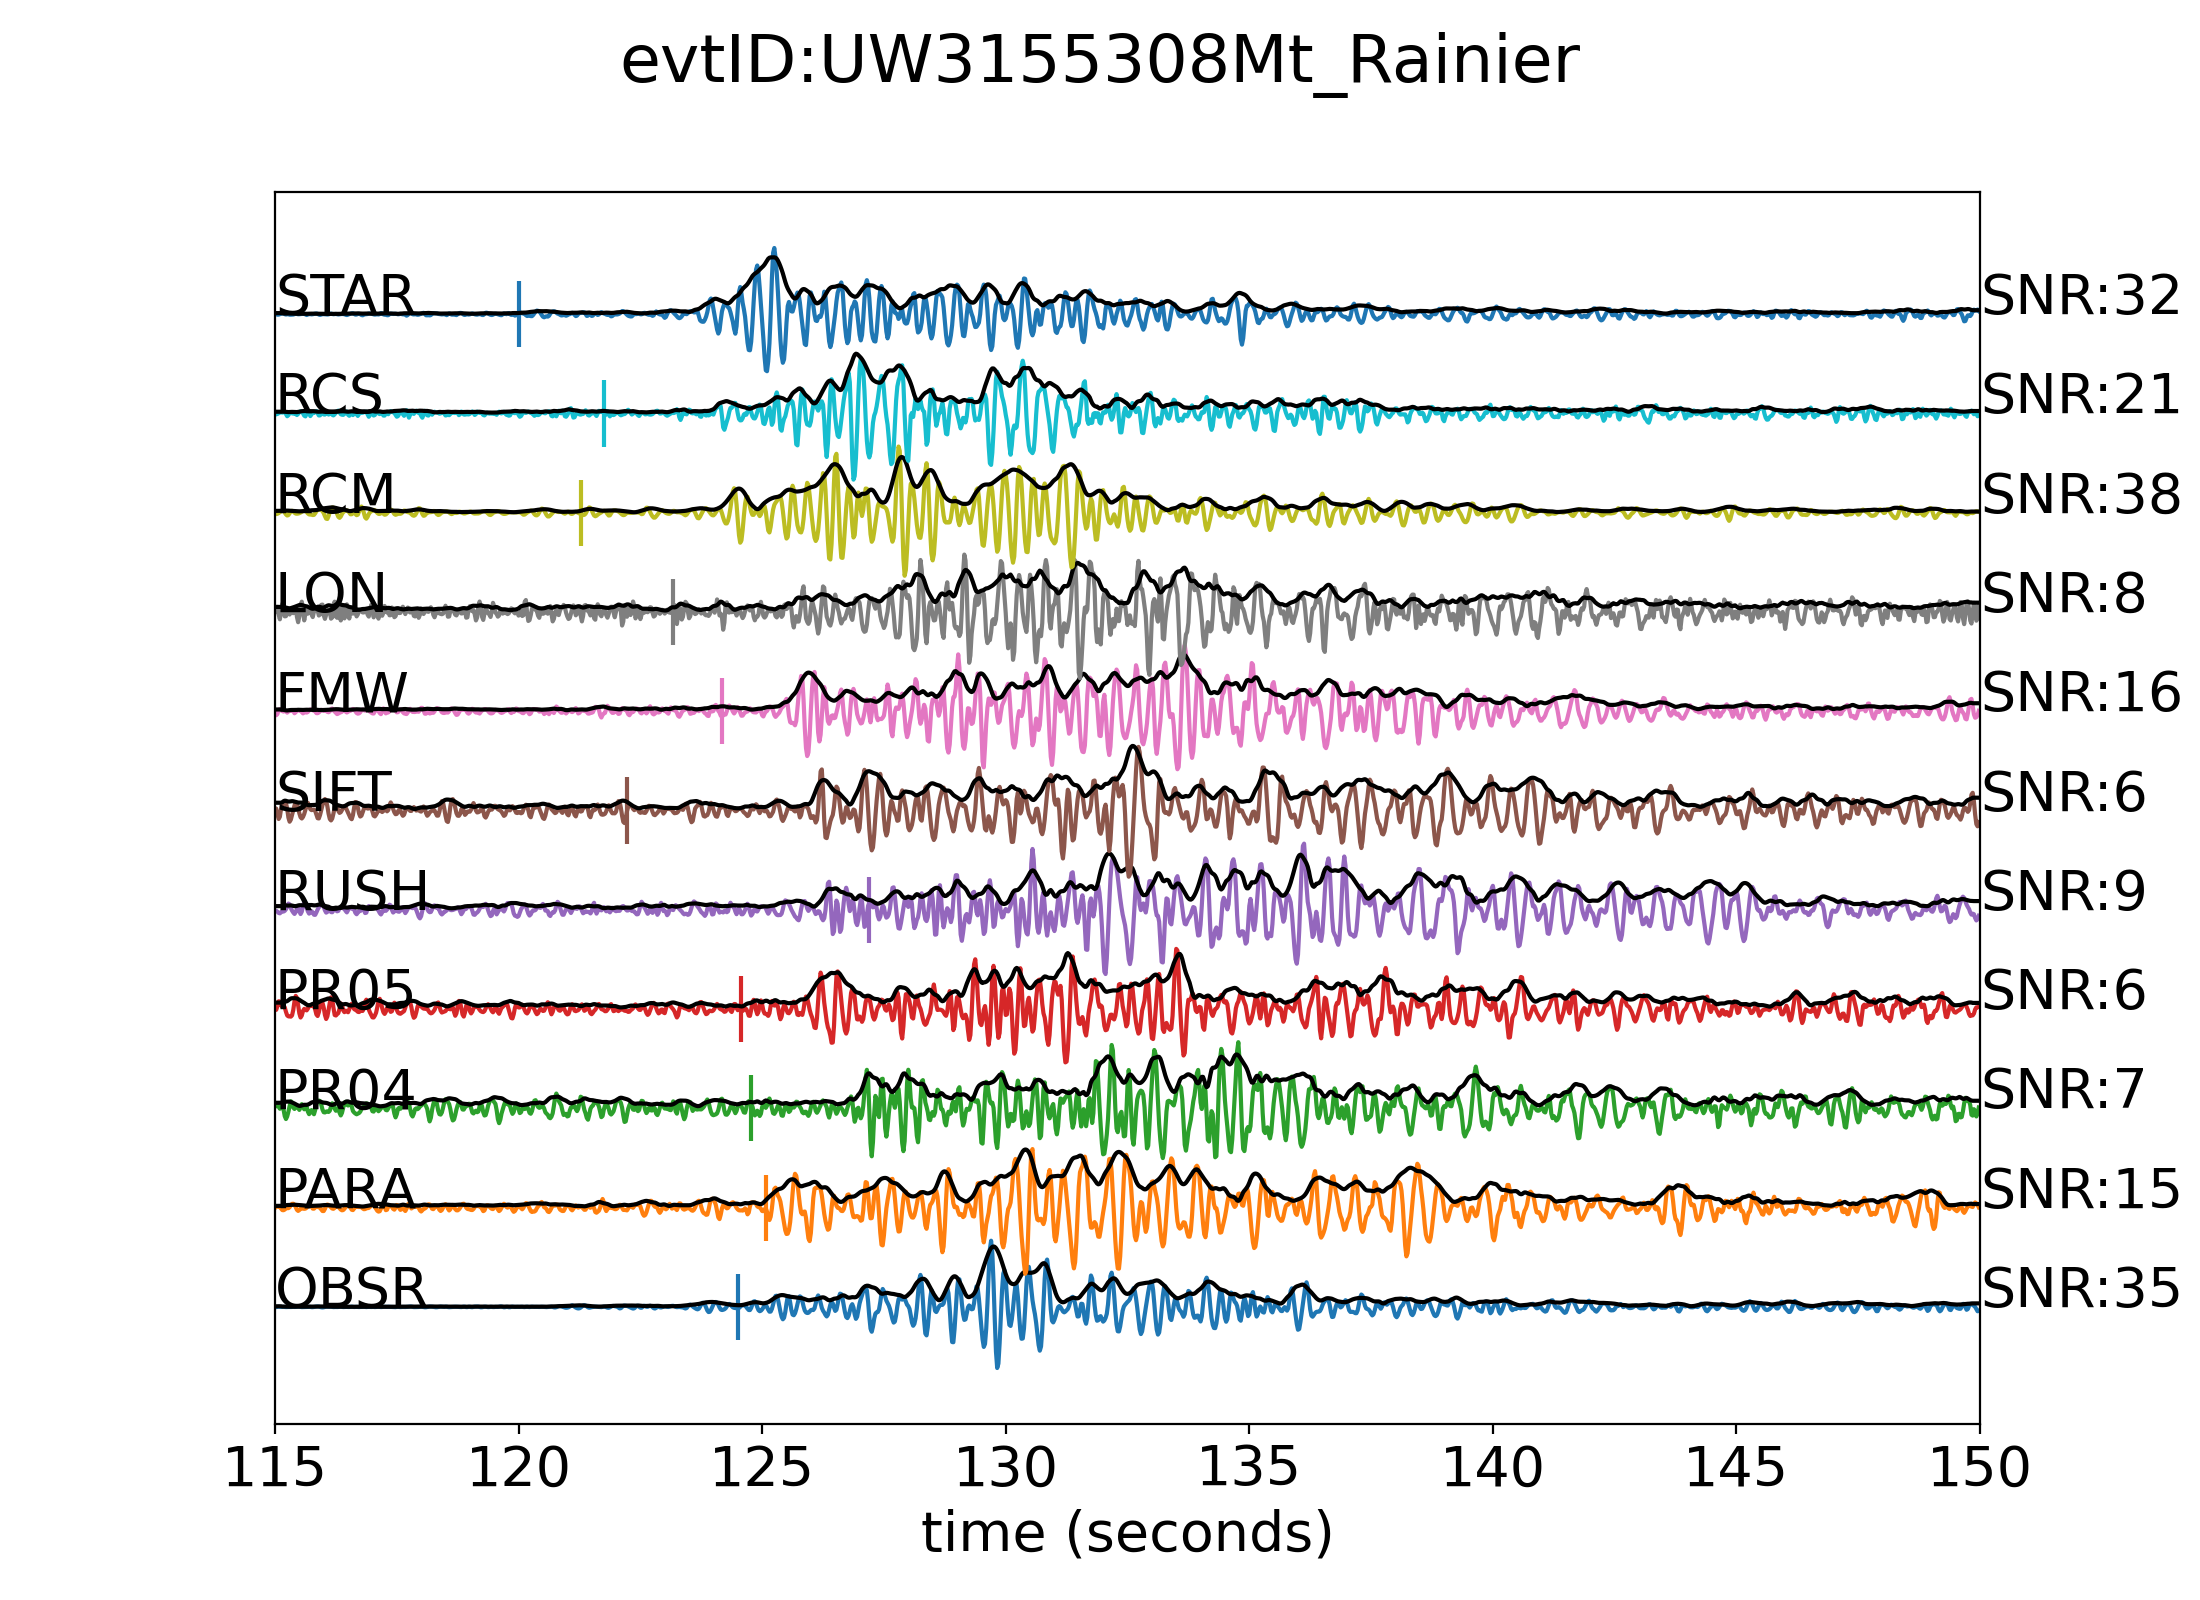 evtID:UW3155308Mt_Rainier
STAR SNR:32
RCS SNR:21
RCM SNR:38
LON SNR:8
FMW SNR:16
SIFT SNR:6
RUSH SNR:9
PR05 SNR:6
PR04 SNR:7
PARA SNR:15
OBSR SNR:35
115 120 125 130 135 140 145 150
time (seconds)